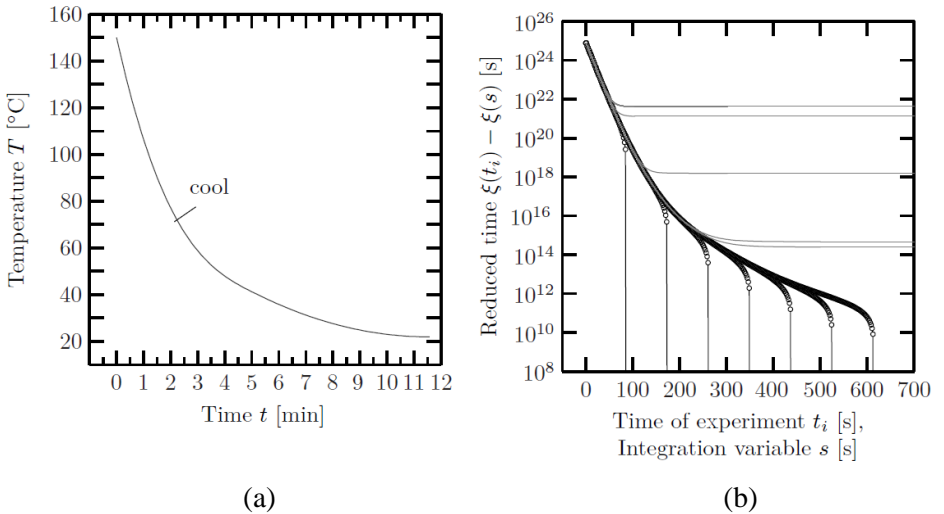 160
140
120
100
80
60
40
20
Temperature T [°C]
cool
0 1 2 3 4 5 6 7 8 9 10 11 12
Time t [min]
(a)
10^26
10^24
10^22
10^20
10^18
10^16
10^14
10^12
10^10
10^8
Reduced time ξ(t_i) − ξ(s) [s]
0 100 200 300 400 500 600 700
Time of experiment t_i [s],
Integration variable s [s]
(b)